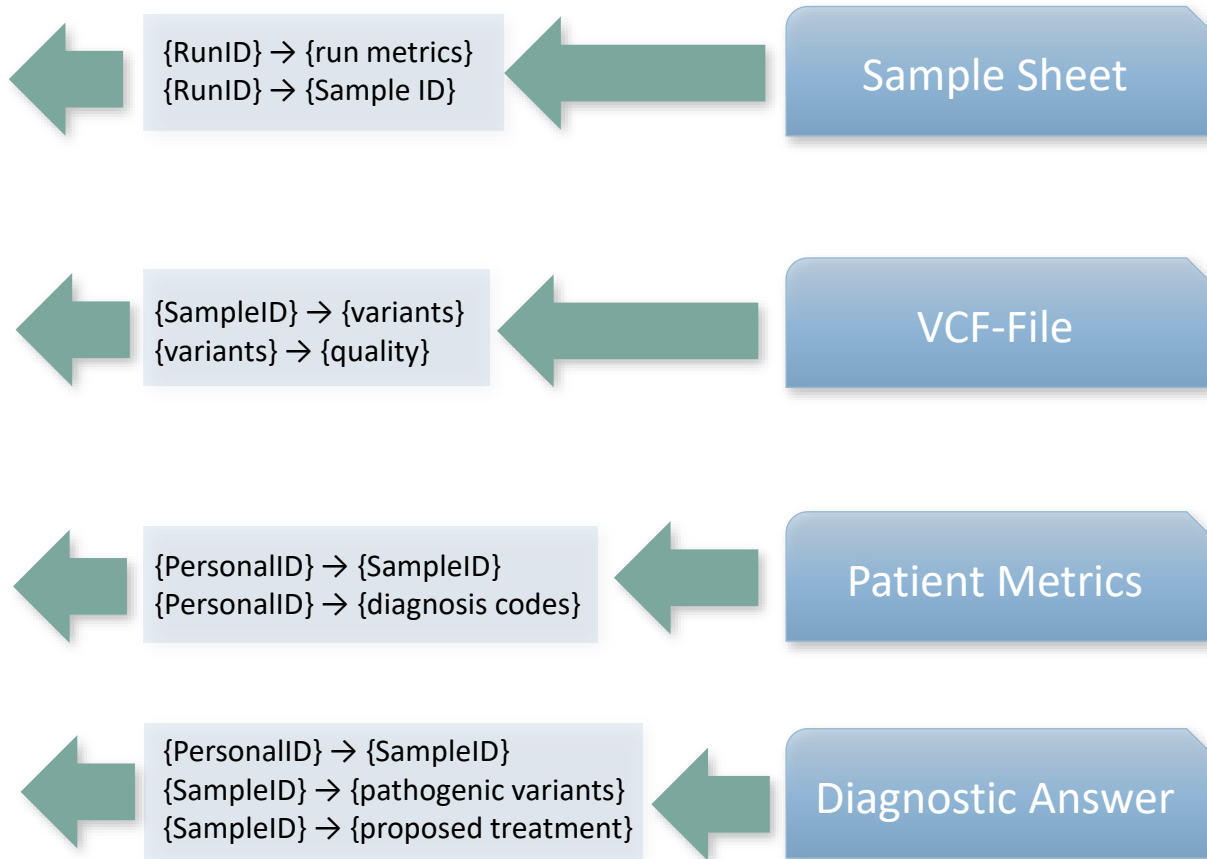 {RunID} → {run metrics}
{RunID} → {Sample ID}
Sample Sheet
{SampleID} → {variants}
{variants} → {quality}
VCF-File
{PersonalID} → {SampleID}
{PersonalID} → {diagnosis codes}
Patient Metrics
{PersonalID} → {SampleID}
{SampleID} → {pathogenic variants}
{SampleID} → {proposed treatment}
Diagnostic Answer